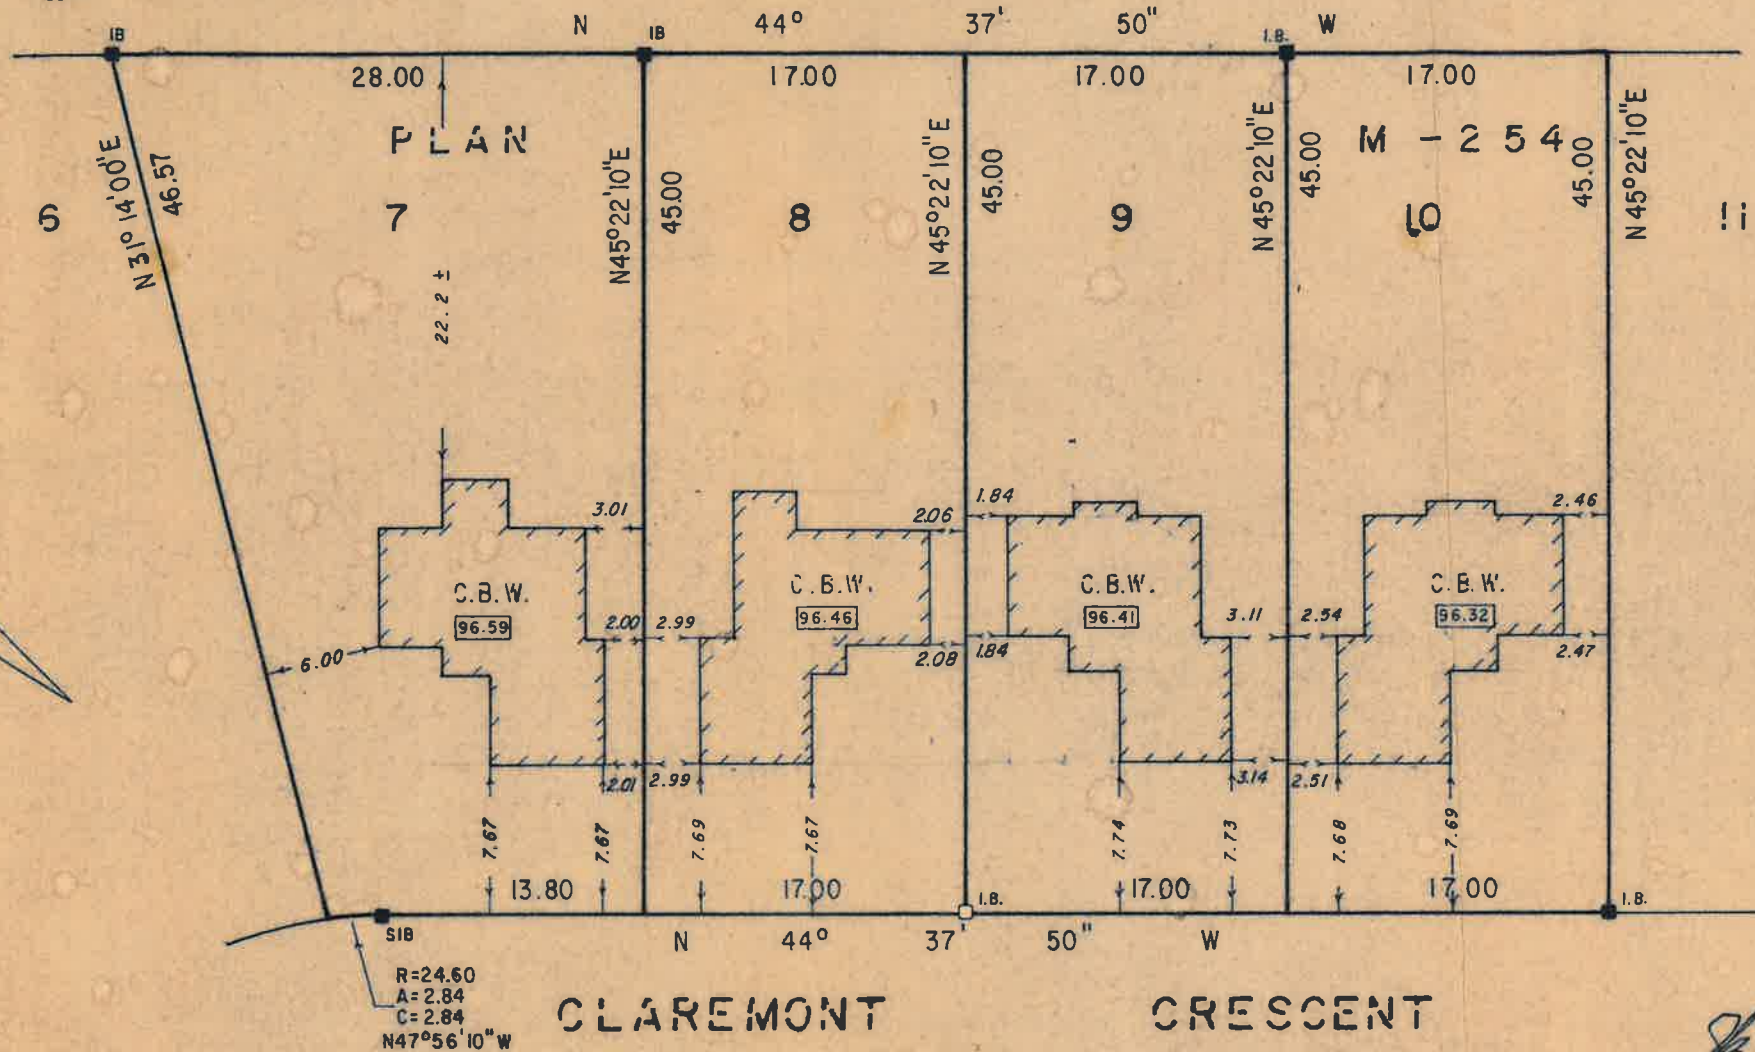 N 44° 37' 50" W
IB IB I.B.
28.00 17.00 17.00 17.00
PLAN M-254
N 31° 14' 00" E 46.57
N45°22'10"E 45.00
N 45°22'10" E 45.00
N 45°22'10"E 45.00
45.00 N 45°22'10"E
6 7 8 9 10
22.2 ±
3.01 2.06 1.84 2.46
C.B.W. C.B.W. C.B.W. C.B.W.
96.59 96.46 96.41 96.32
2.00 2.99 3.11 2.54
6.00 2.08 1.84 2.47
2.01 2.99 3.14 2.51
7.67 7.67 7.69 7.67 7.74 7.73 7.68 7.69
13.80 17.00 17.00 17.00
I.B. I.B.
SIB N 44° 37' 50" W
R=24.60
A=2.84
C=2.84
N47°56'10"W
CLAREMONT CRESCENT